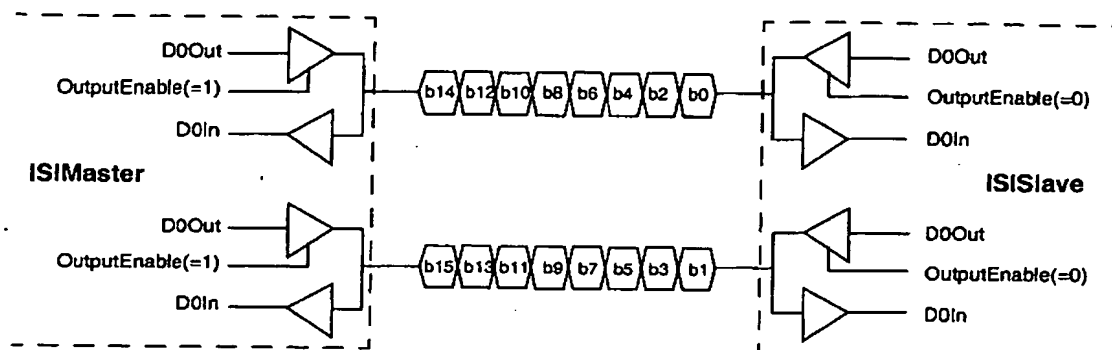 D0Out D0Out
OutputEnable(=1) b14 b12 b10 b8 b6 b4 b2 b0 OutputEnable(=0)
D0In D0In
ISIMaster ISISlave
D0Out D0Out
OutputEnable(=1) b15 b13 b11 b9 b7 b5 b3 b1 OutputEnable(=0)
D0In D0In